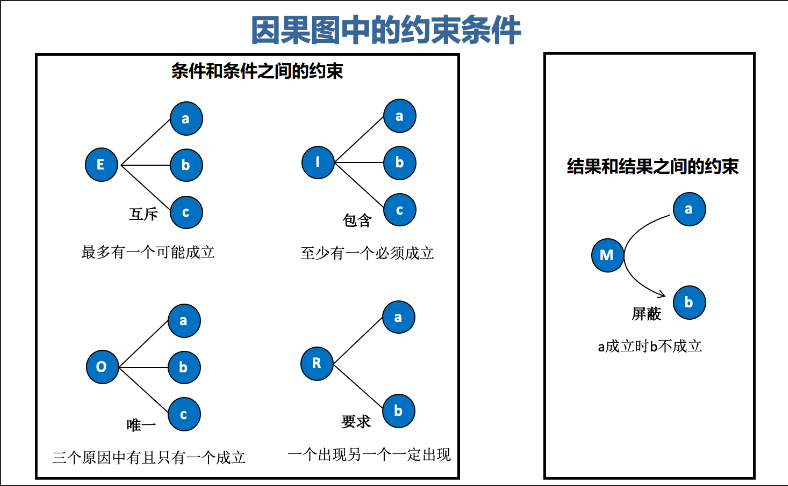 因果图中的约束条件
条件和条件之间的约束
a
E
b
c
互斥
最多有一个可能成立
a
I
b
c
包含
至少有一个必须成立
a
O
b
c
唯一
三个原因中有且只有一个成立
a
R
b
要求
一个出现另一个一定出现
结果和结果之间的约束
a
M
b
屏蔽
a成立时b不成立